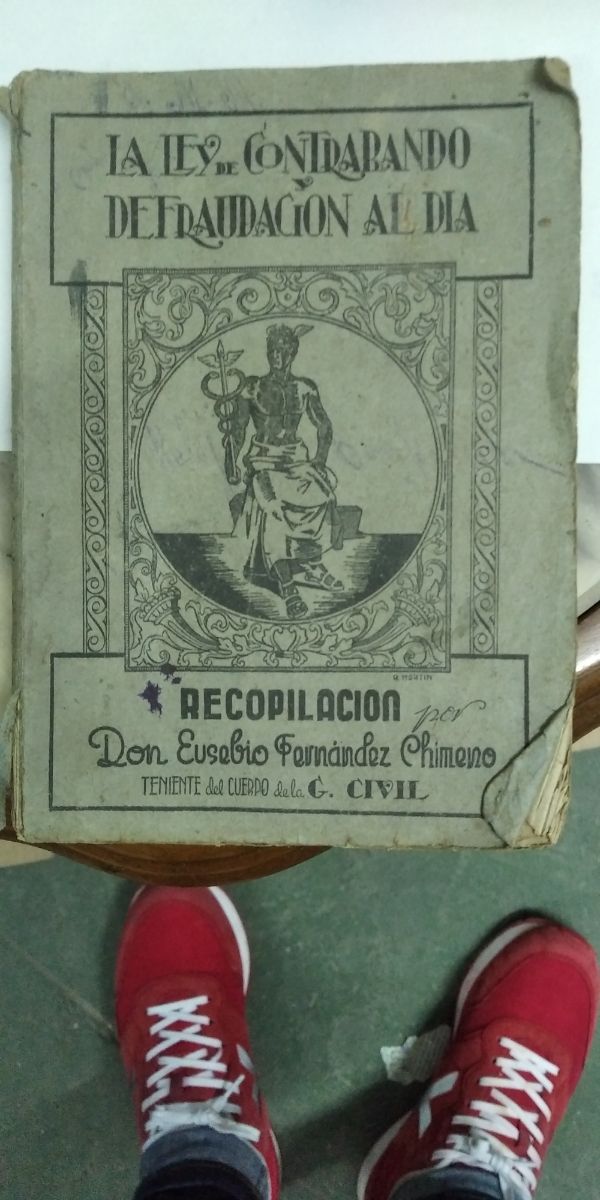 LA LEY DE CONTRABANDO
Y
DEFRAUDACION AL DIA
R. MORTIN
RECOPILACION por
Don Eusebio Fernández Chimeno
TENIENTE del CUERPO de la G. CIVIL